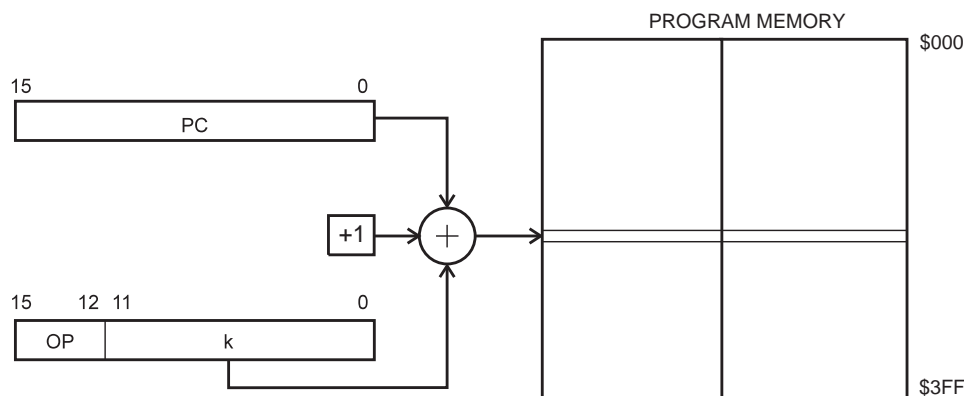 PROGRAM MEMORY
$000
15 0
PC
+1
+
15 12 11 0
OP k
$3FF